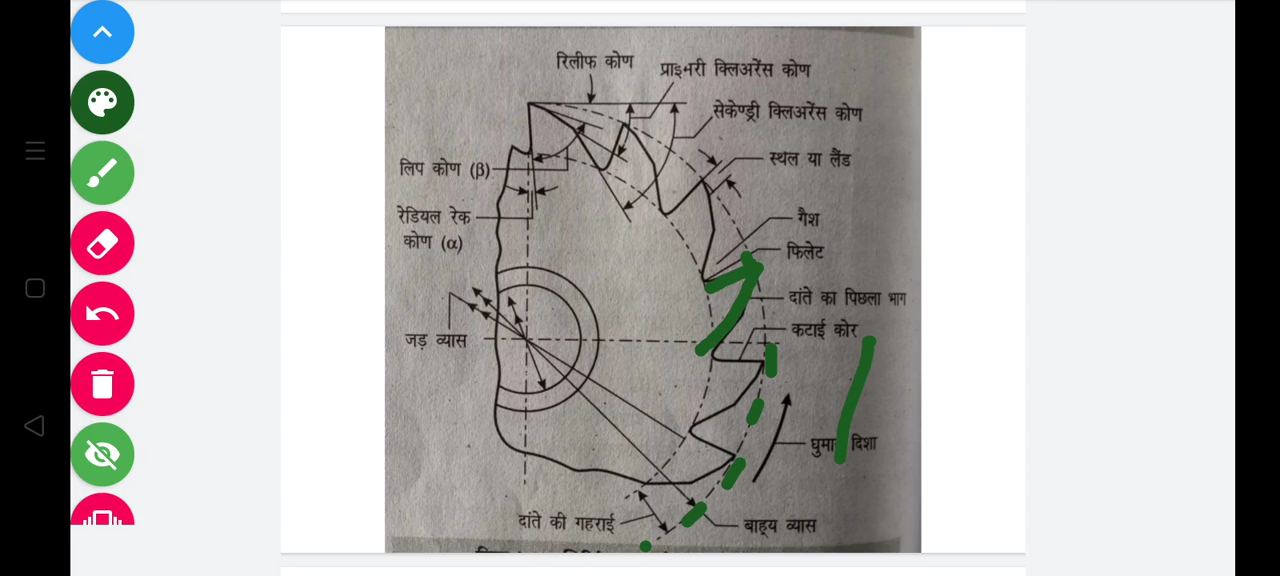 रिलीफ कोण
प्राइमरी क्लिअरेंस कोण
सेकेण्ड्री क्लिअरेंस कोण
लिप कोण (β)
स्थल या लैंड
रेडियल रेक
कोण (α)
गैश
फिलेट
दांते का पिछला भाग
जड़ व्यास
कटाई कोर
दिशा
दांते की गहराई
बाह्य व्यास